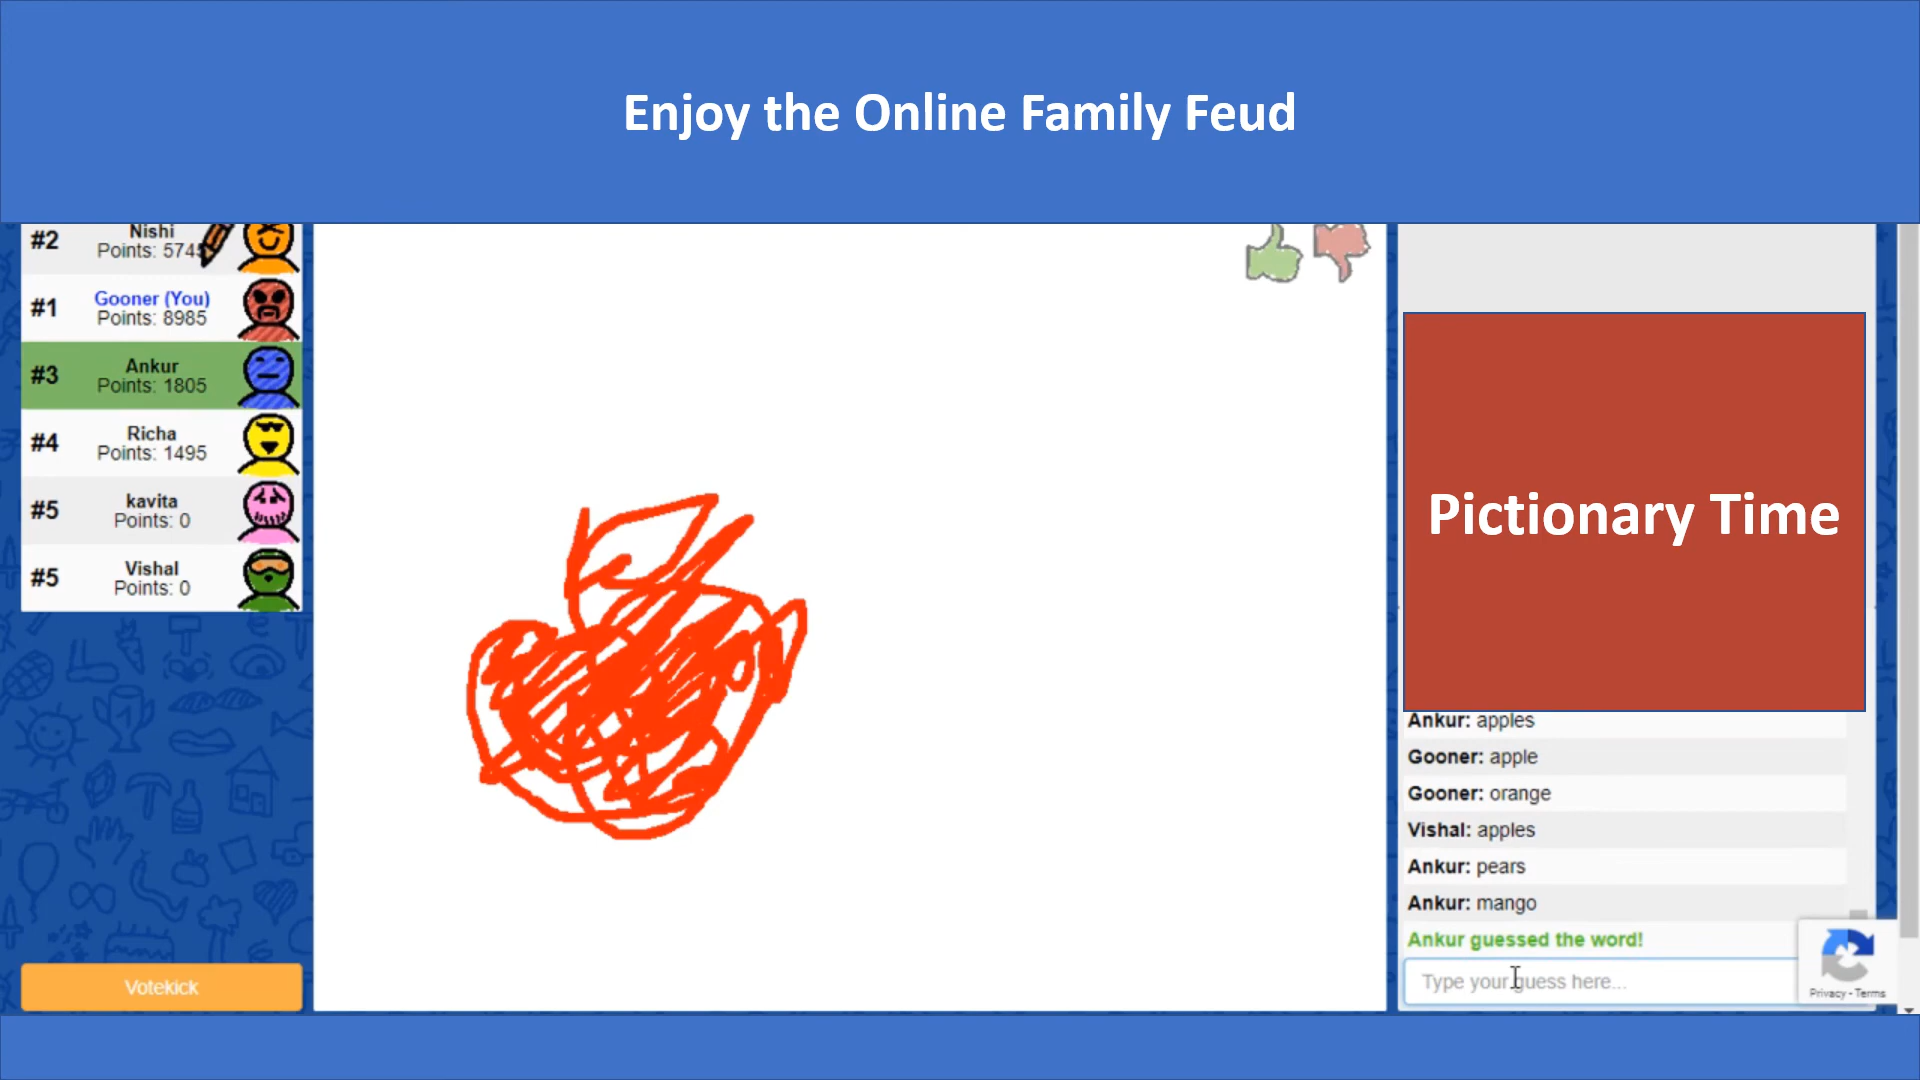 Enjoy the Online Family Feud
#2
Nishi
Points: 5745
#1
Gooner (You)
Points: 8985
#3
Ankur
Points: 1805
#4
Richa
Points: 1495
#5
kavita
Points: 0
#5
Vishal
Points: 0
Votekick
Pictionary Time
Ankur: apples
Gooner: apple
Gooner: orange
Vishal: apples
Ankur: pears
Ankur: mango
Ankur guessed the word!
Type your guess here...
Privacy - Terms